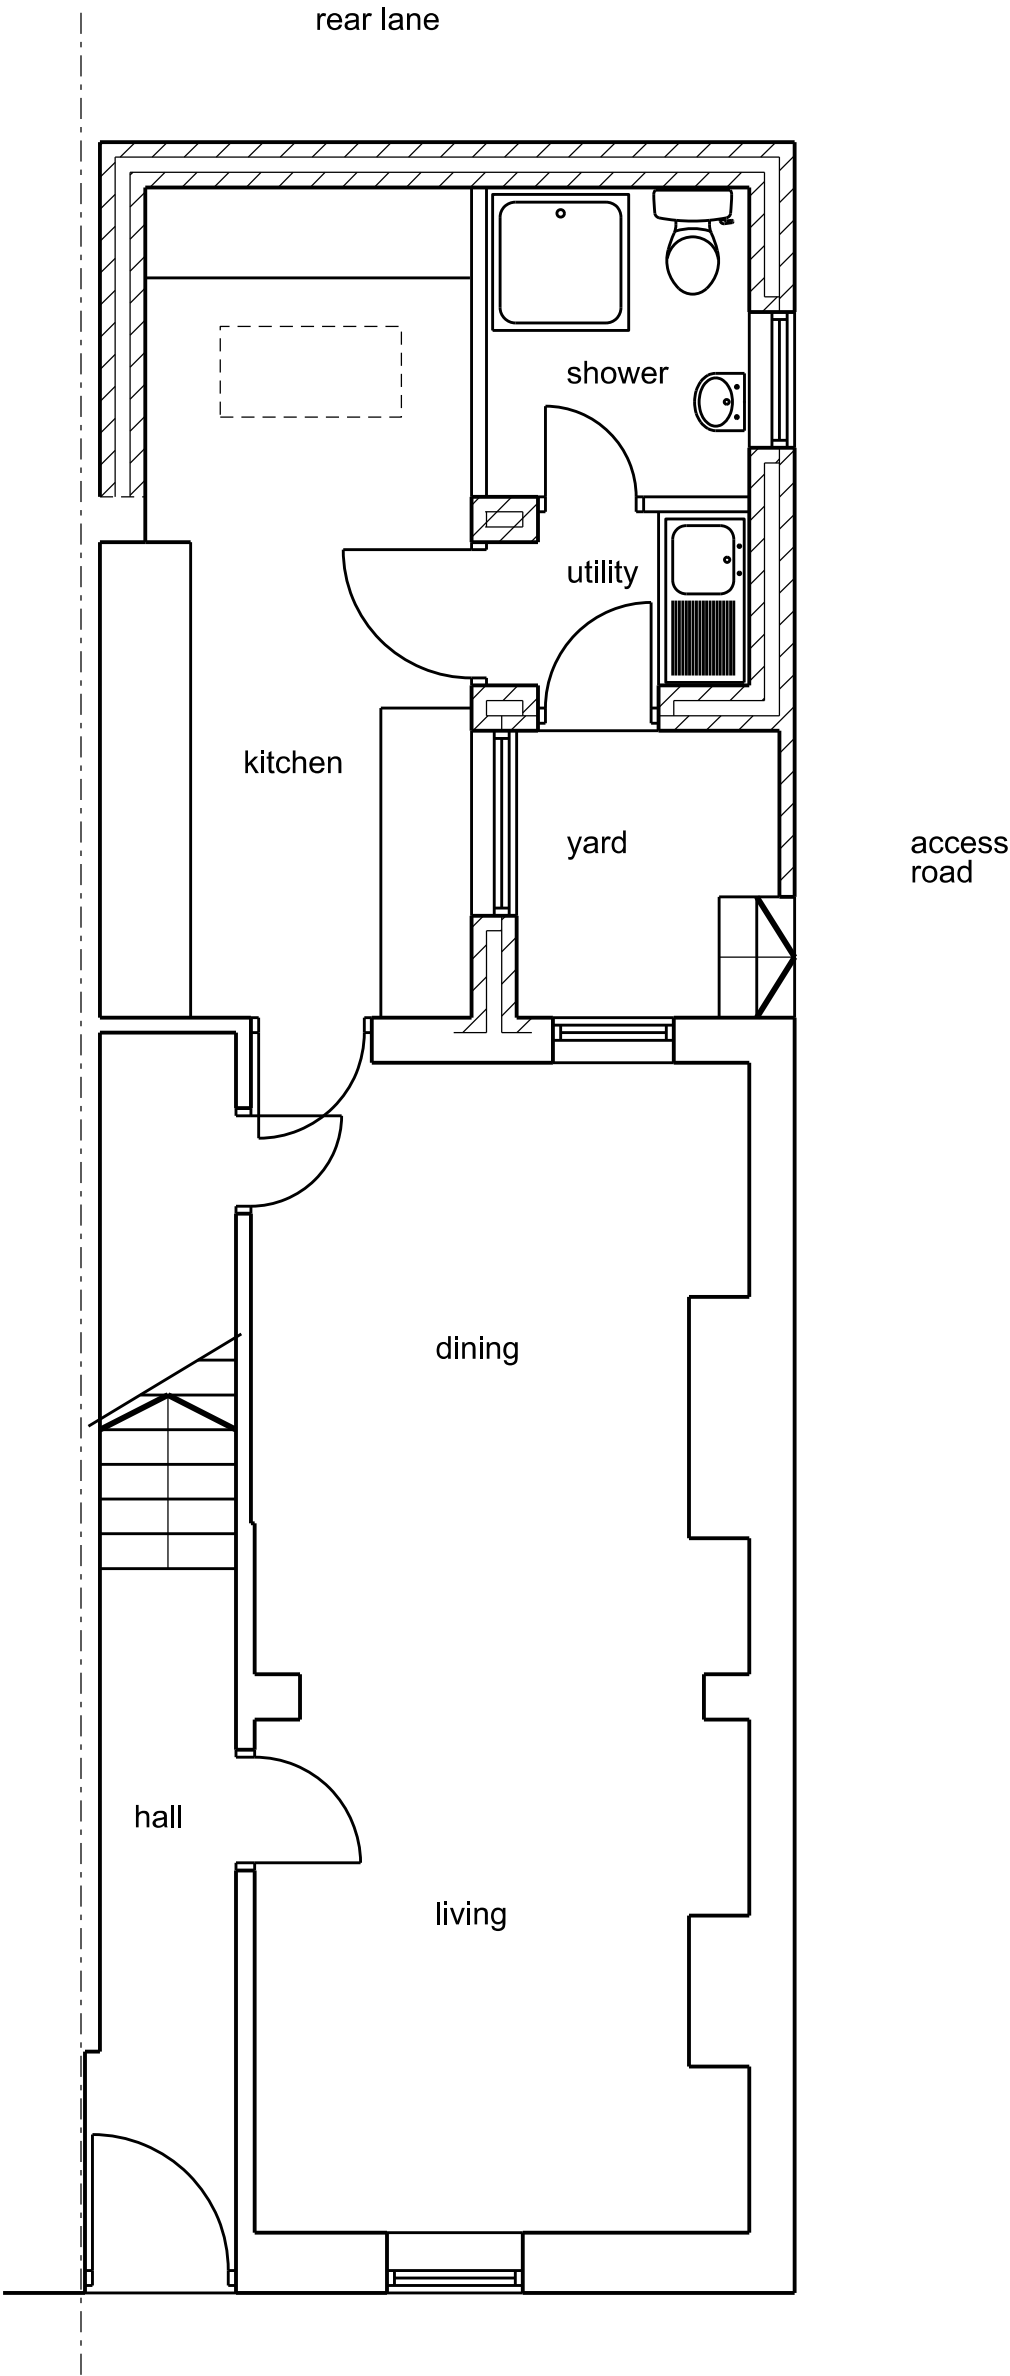 rear lane
shower
utility
kitchen
yard
access
road
dining
hall
living